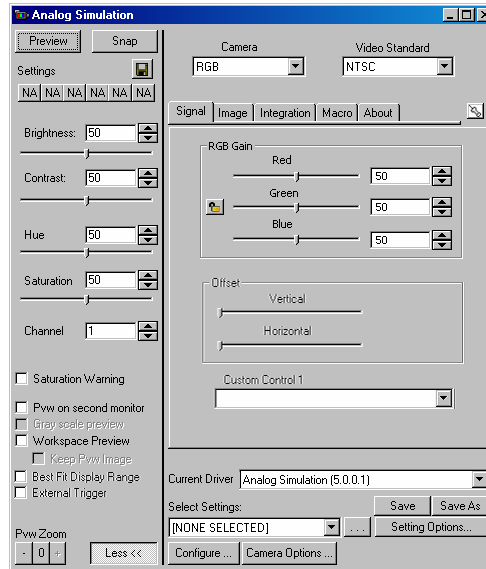 Analog Simulation
Preview Snap
Settings
NA NA NA NA NA NA
Brightness: 50
Contrast: 50
Hue 50
Saturation 50
Channel 1
Saturation Warning
Pvw on second monitor
Gray scale preview
Workspace Preview
Keep Pvw Image
Best Fit Display Range
External Trigger
Pvw Zoom
- 0 + Less <<
Camera Video Standard
RGB NTSC
Signal Image Integration Macro About
RGB Gain
Red
50
Green
50
Blue
50
Offset
Vertical
Horizontal
Custom Control 1
Current Driver Analog Simulation (5.0.0.1)
Select Settings: Save Save As
[NONE SELECTED] ... Setting Options...
Configure ... Camera Options ...